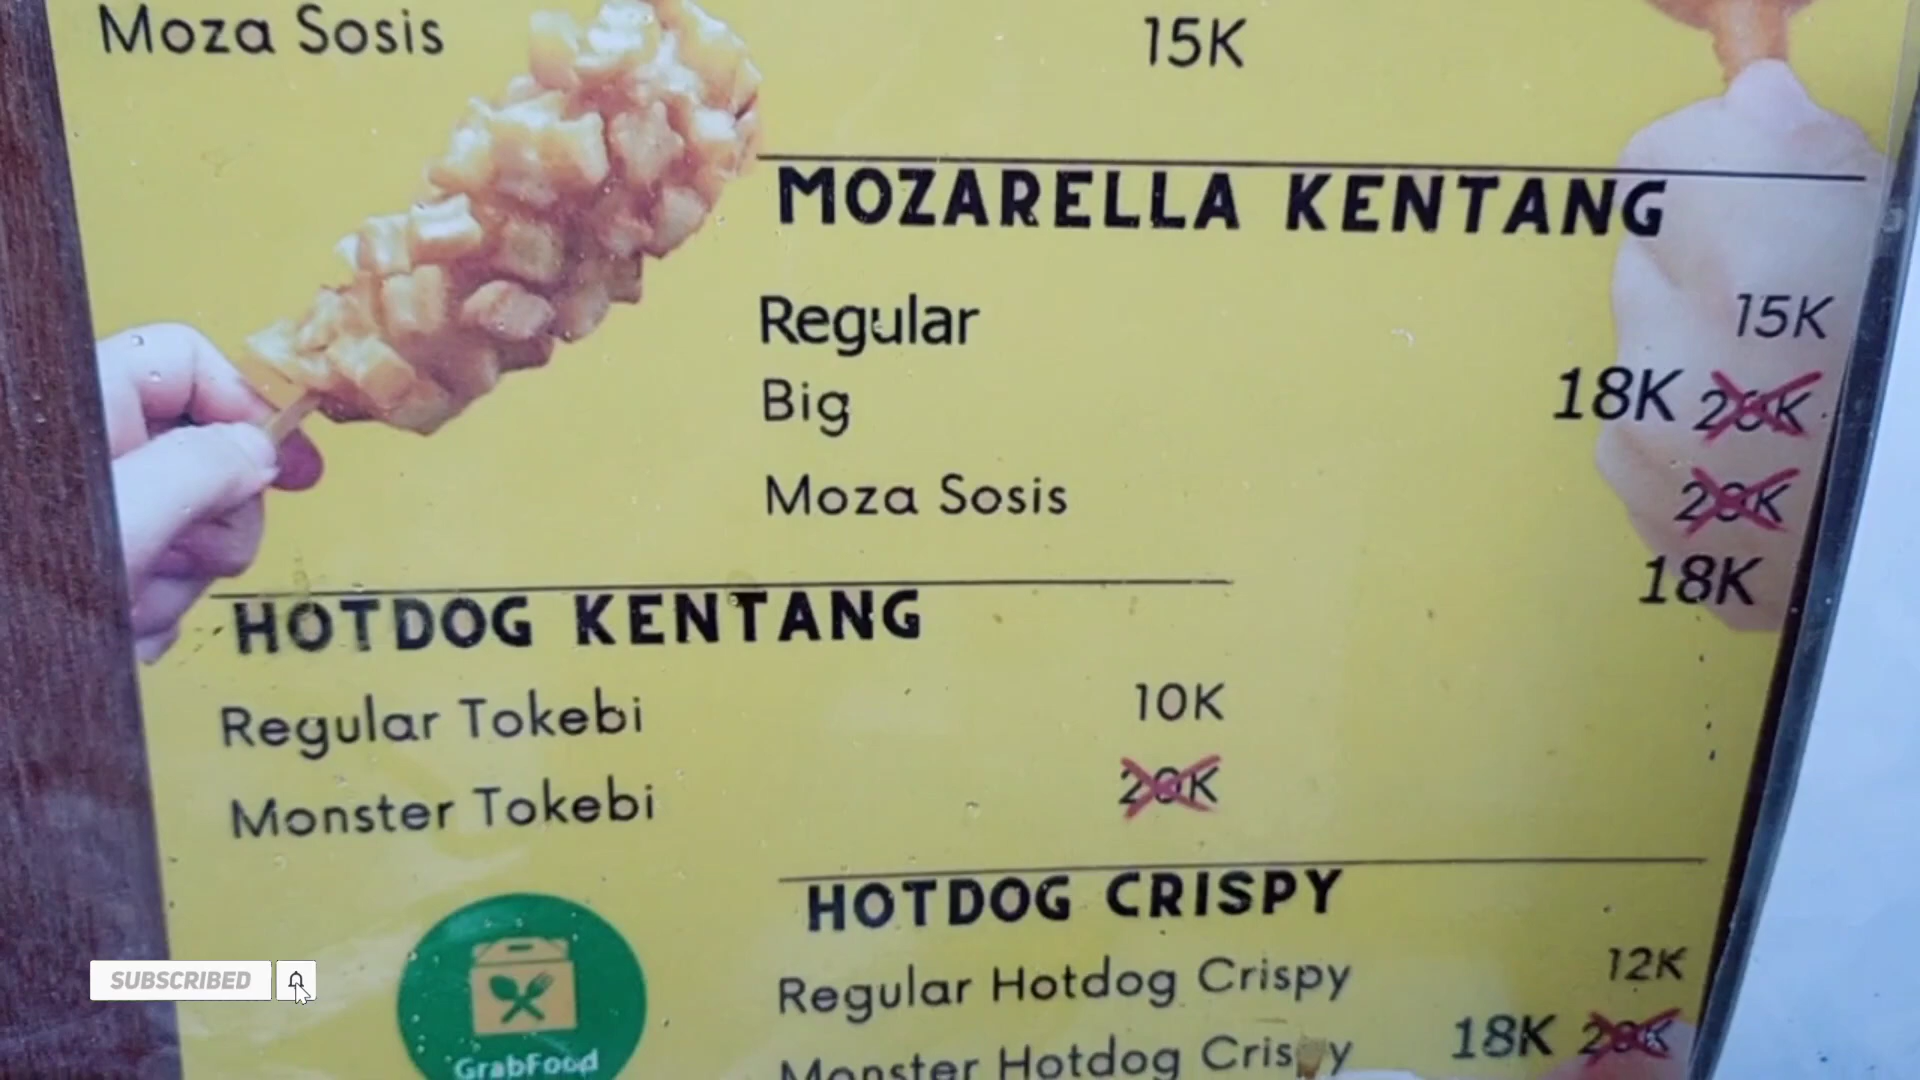 Moza Sosis 15K
MOZARELLA KENTANG
Regular 15K
Big 18K 20K
Moza Sosis 20K
18K
HOTDOG KENTANG
Regular Tokebi 10K
Monster Tokebi 20K
HOTDOG CRISPY
Regular Hotdog Crispy 12K
Monster Hotdog Crispy 18K 20K
GrabFood
SUBSCRIBED